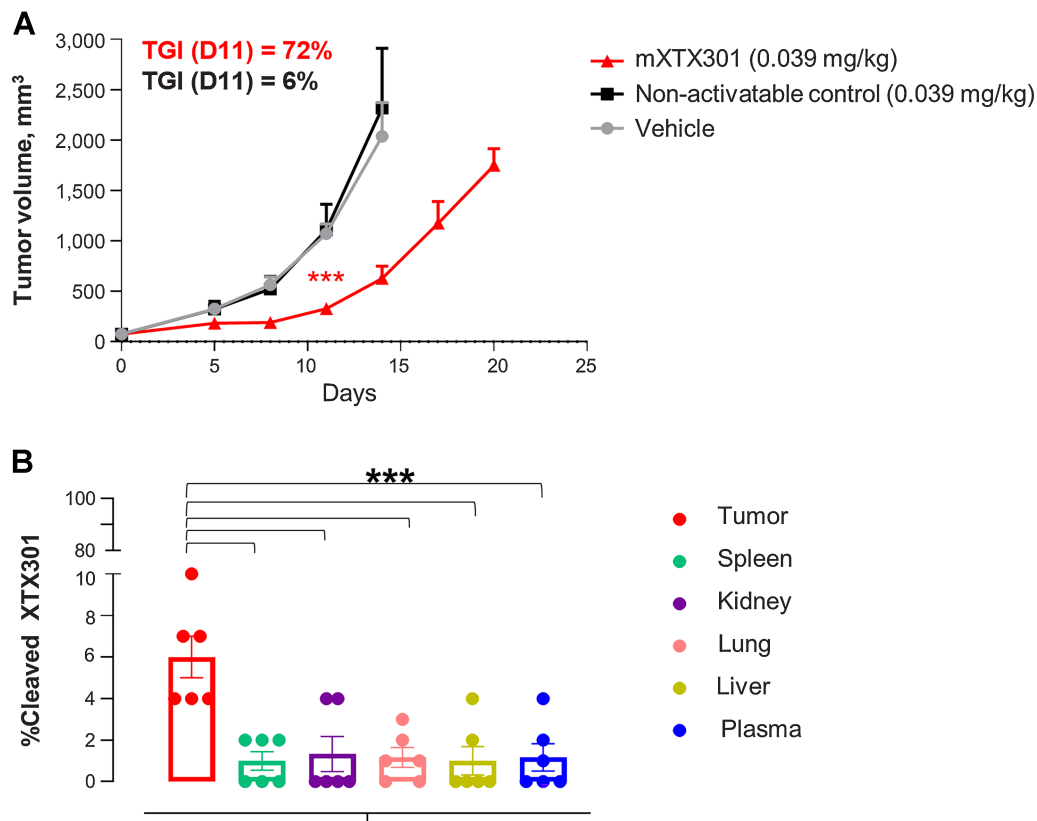 A
TGI (D11) = 72%
TGI (D11) = 6%
Tumor volume, mm³
3,000
2,500
2,000
1,500
1,000
500
0
***
0 5 10 15 20 25
Days
mXTX301 (0.039 mg/kg)
Non-activatable control (0.039 mg/kg)
Vehicle
B
***
%Cleaved XTX301
100
80
10
8
6
4
2
0
Tumor
Spleen
Kidney
Lung
Liver
Plasma